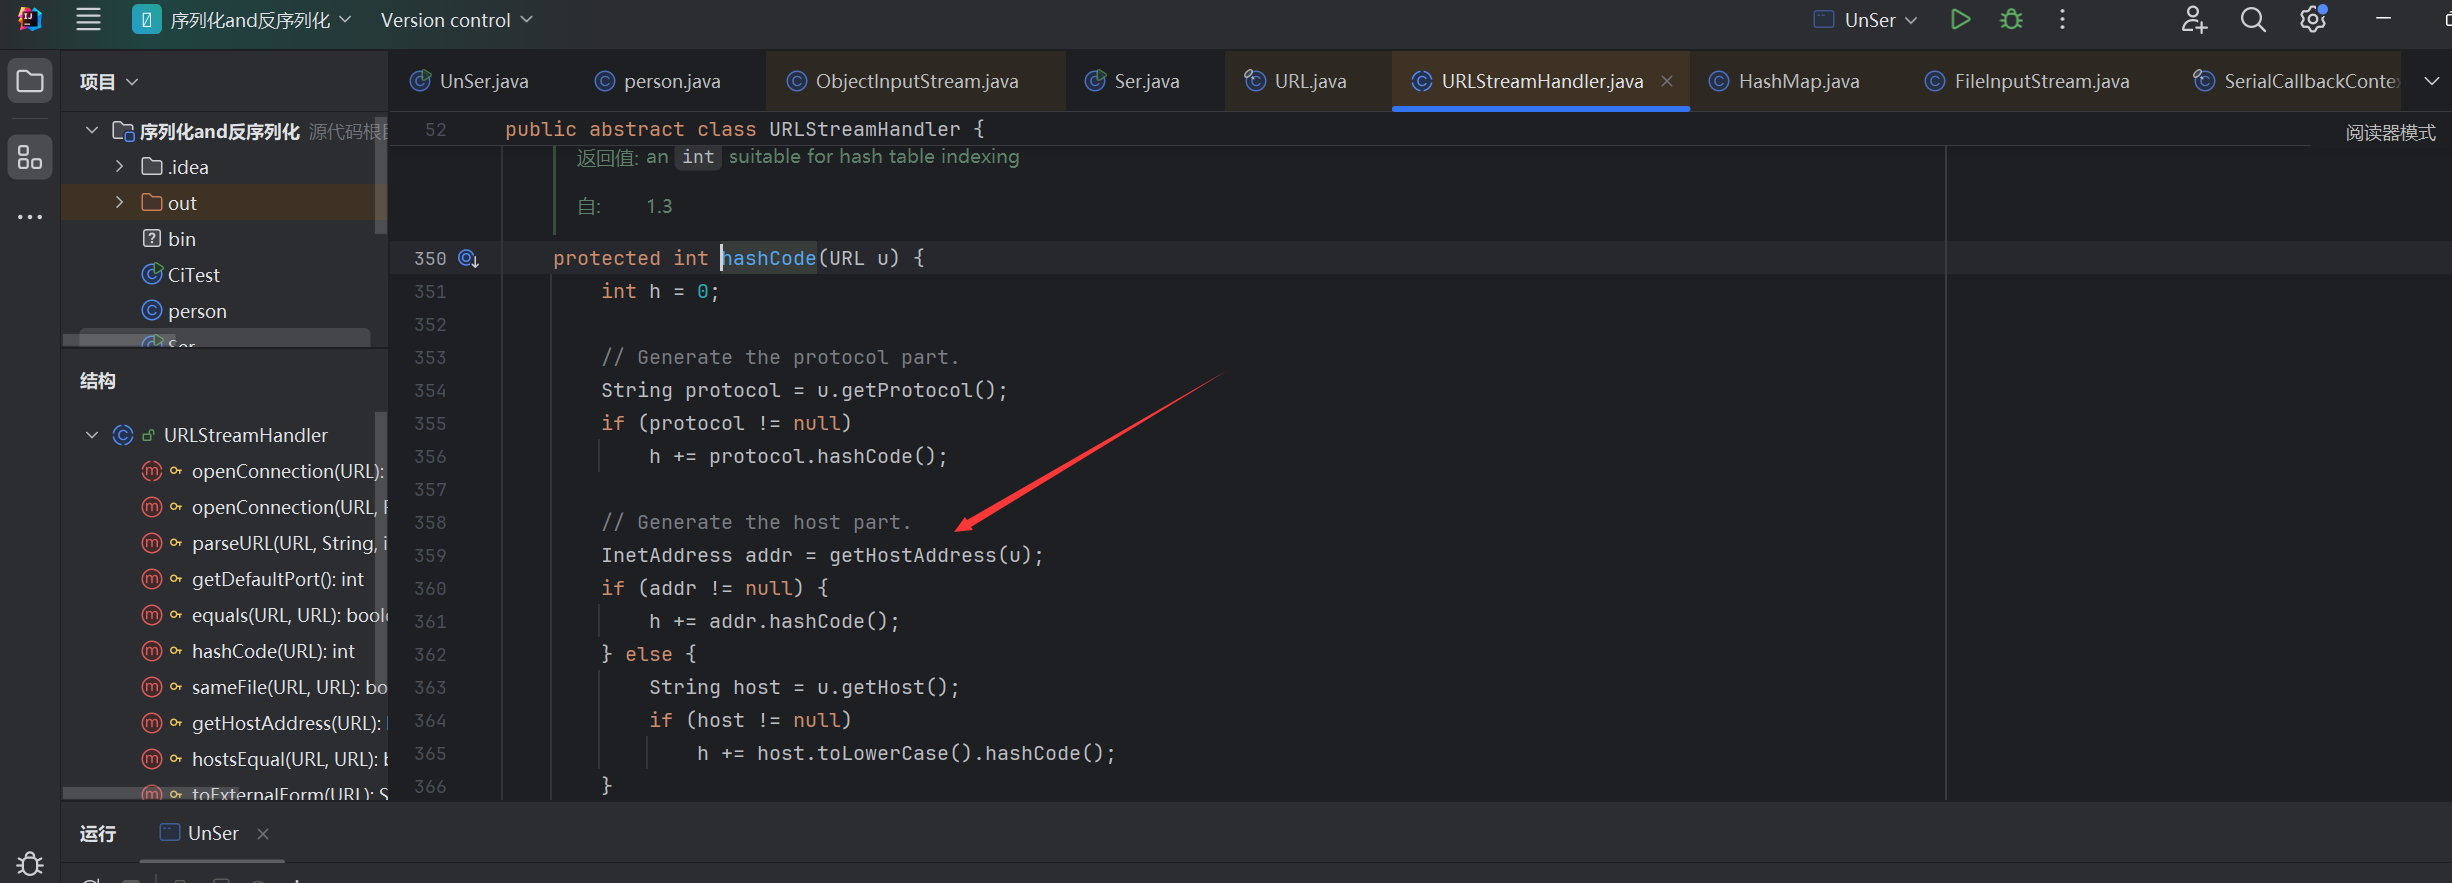 序列化and反序列化 Version control UnSer
项目
UnSer.java person.java ObjectInputStream.java Ser.java URL.java URLStreamHandler.java HashMap.java FileInputStream.java SerialCallbackConte
序列化and反序列化 源代码根
.idea
out
bin
CiTest
person
Ser
结构
URLStreamHandler
openConnection(URL):
openConnection(URL,
parseURL(URL, String, i
getDefaultPort(): int
equals(URL, URL): boole
hashCode(URL): int
sameFile(URL, URL): bo
getHostAddress(URL):
hostsEqual(URL, URL): b
toExternalForm(URL): S
52 public abstract class URLStreamHandler {
阅读器模式
返回值: an int suitable for hash table indexing
自: 1.3
350 protected int hashCode(URL u) {
351 int h = 0;
352
353 // Generate the protocol part.
354 String protocol = u.getProtocol();
355 if (protocol != null)
356 h += protocol.hashCode();
357
358 // Generate the host part.
359 InetAddress addr = getHostAddress(u);
360 if (addr != null) {
361 h += addr.hashCode();
362 } else {
363 String host = u.getHost();
364 if (host != null)
365 h += host.toLowerCase().hashCode();
366 }
运行 UnSer